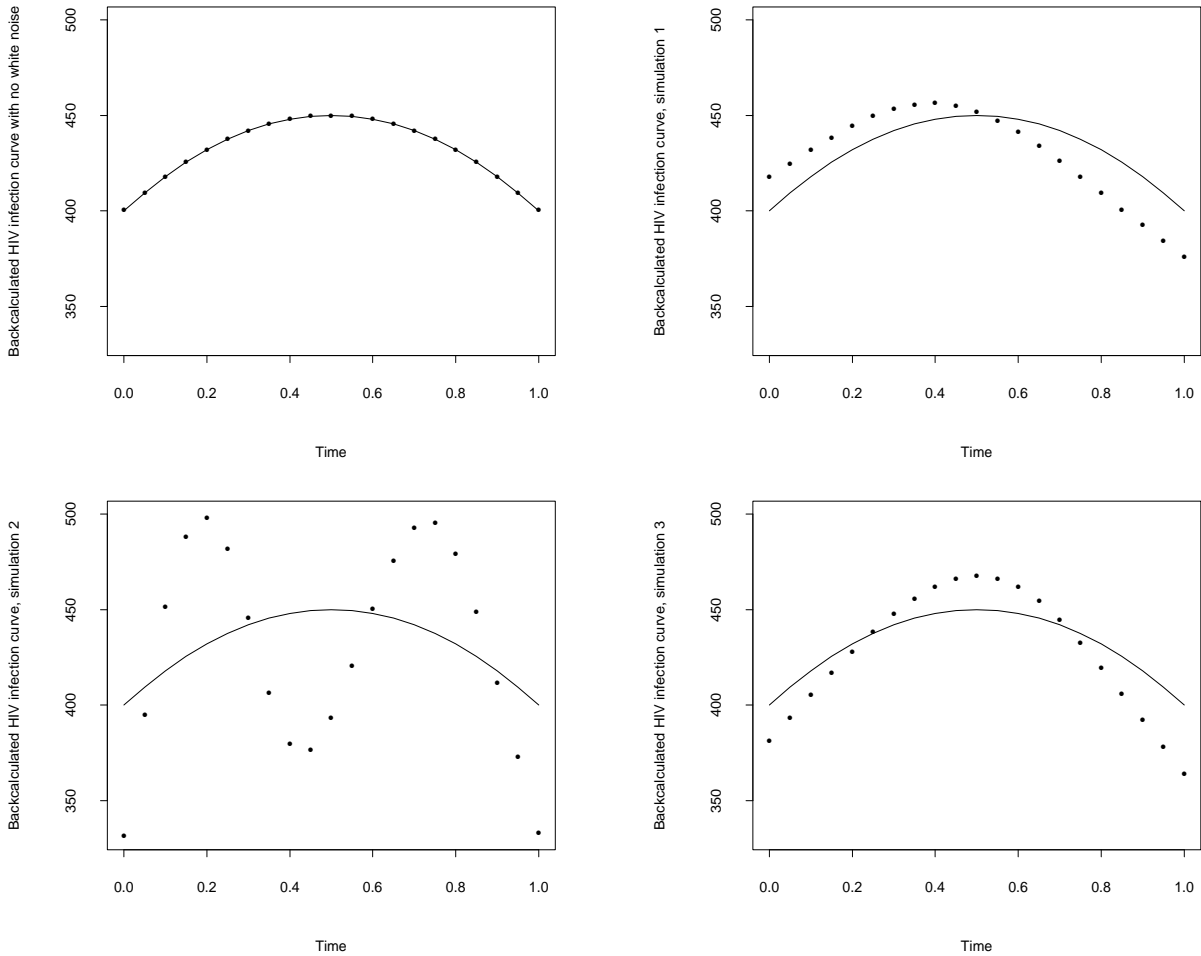 Backcalculated HIV infection curve with no white noise
500
450
400
350
0.0 0.2 0.4 0.6 0.8 1.0
Time
Backcalculated HIV infection curve, simulation 1
500
450
400
350
0.0 0.2 0.4 0.6 0.8 1.0
Time
Backcalculated HIV infection curve, simulation 2
500
450
400
350
0.0 0.2 0.4 0.6 0.8 1.0
Time
Backcalculated HIV infection curve, simulation 3
500
450
400
350
0.0 0.2 0.4 0.6 0.8 1.0
Time